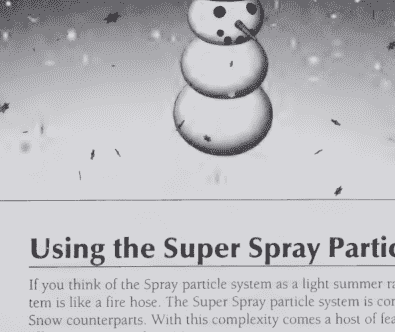 Using the Super Spray Partic
If you think of the Spray particle system as a light summer ra
tem is like a fire hose. The Super Spray particle system is cor
Snow counterparts. With this complexity comes a host of fea